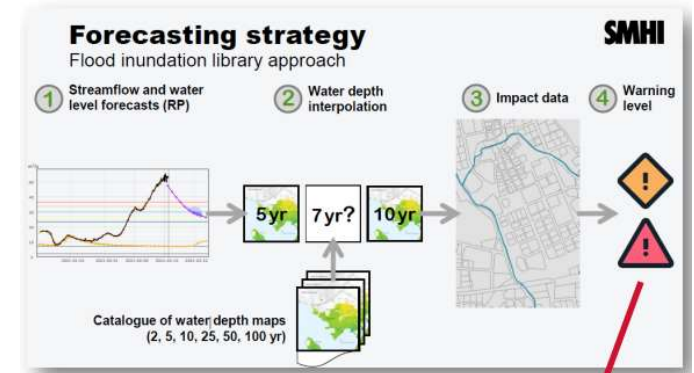 Forecasting strategy
SMHI
Flood inundation library approach
1 Streamflow and water
level forecasts (RP)
2 Water depth
interpolation
3 Impact data
4 Warning
level
5yr
7yr?
10yr
!
!
Catalogue of water depth maps
(2, 5, 10, 25, 50, 100 yr)